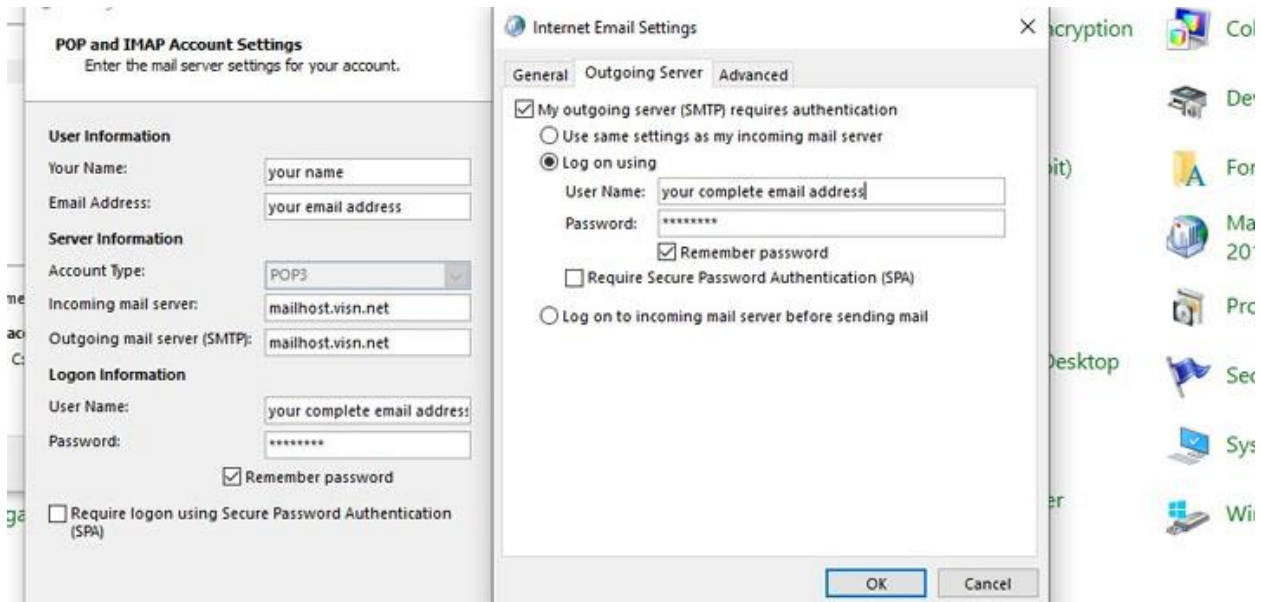 POP and IMAP Account Settings
Enter the mail server settings for your account.
User Information
Your Name:
your name
Email Address:
your email address
Server Information
Account Type:
POP3
Incoming mail server:
mailhost.visn.net
Outgoing mail server (SMTP):
mailhost.visn.net
Logon Information
User Name:
your complete email address
Password:
********
Remember password
Require logon using Secure Password Authentication
(SPA)
Internet Email Settings
General
Outgoing Server
Advanced
My outgoing server (SMTP) requires authentication
Use same settings as my incoming mail server
Log on using
User Name:
your complete email address
Password:
********
Remember password
Require Secure Password Authentication (SPA)
Log on to incoming mail server before sending mail
OK
Cancel
Desktop